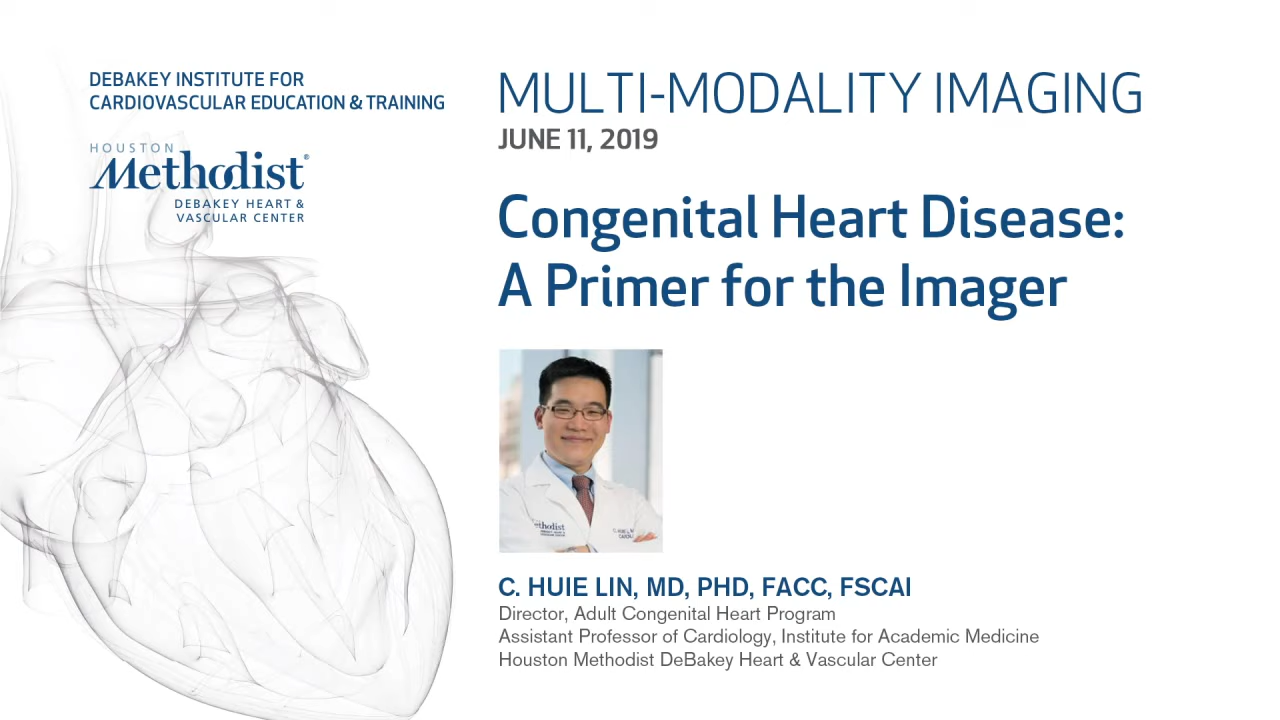 DEBAKEY INSTITUTE FOR
CARDIOVASCULAR EDUCATION & TRAINING
HOUSTON
Methodist®
DEBAKEY HEART &
VASCULAR CENTER
MULTI-MODALITY IMAGING
JUNE 11, 2019
Congenital Heart Disease:
A Primer for the Imager
C. HUIE LIN, MD, PHD, FACC, FSCAI
Director, Adult Congenital Heart Program
Assistant Professor of Cardiology, Institute for Academic Medicine
Houston Methodist DeBakey Heart & Vascular Center